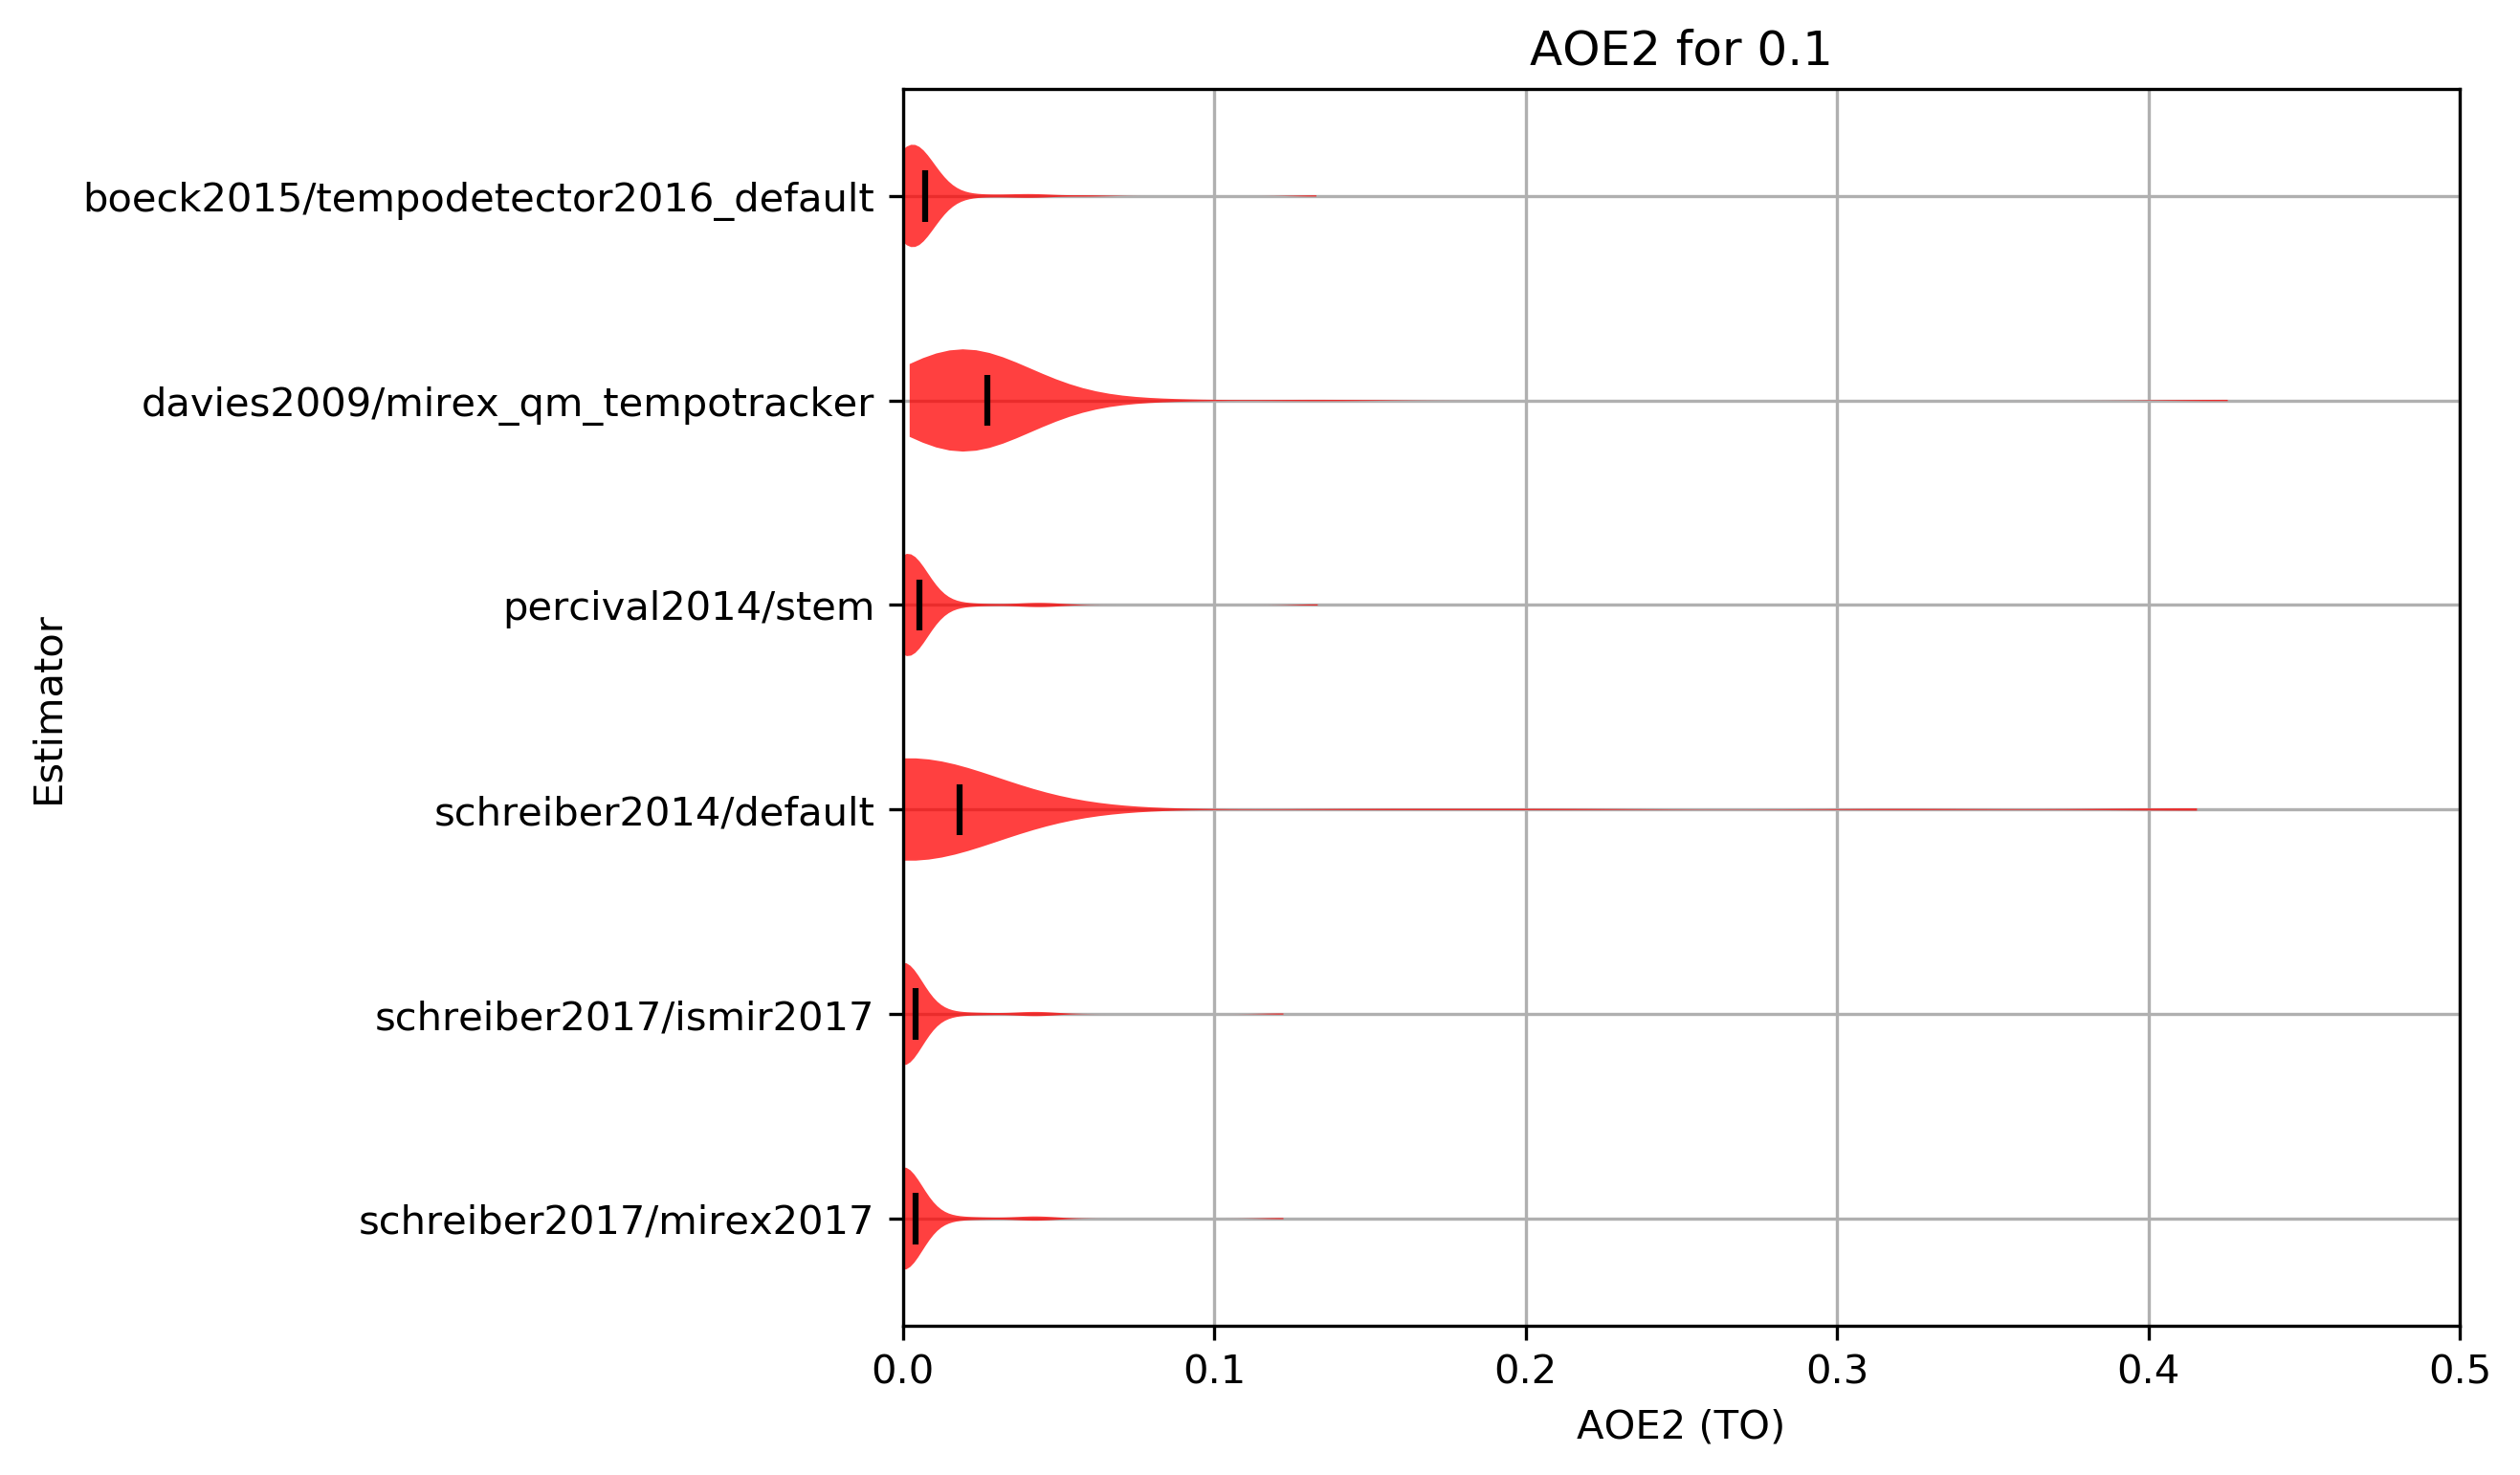 AOE2 for 0.1
boeck2015/tempodetector2016_default
davies2009/mirex_qm_tempotracker
percival2014/stem
schreiber2014/default
schreiber2017/ismir2017
schreiber2017/mirex2017
Estimator
0.0 0.1 0.2 0.3 0.4 0.5
AOE2 (TO)